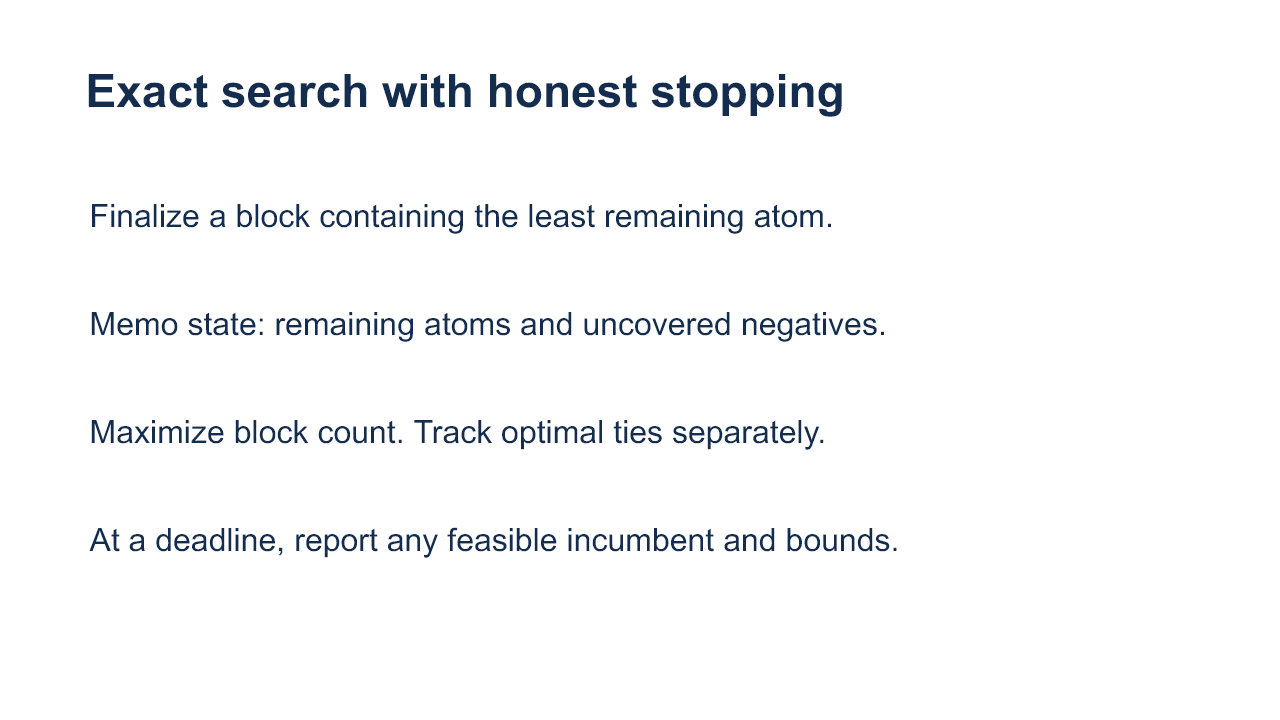 Exact search with honest stopping
Finalize a block containing the least remaining atom.
Memo state: remaining atoms and uncovered negatives.
Maximize block count. Track optimal ties separately.
At a deadline, report any feasible incumbent and bounds.